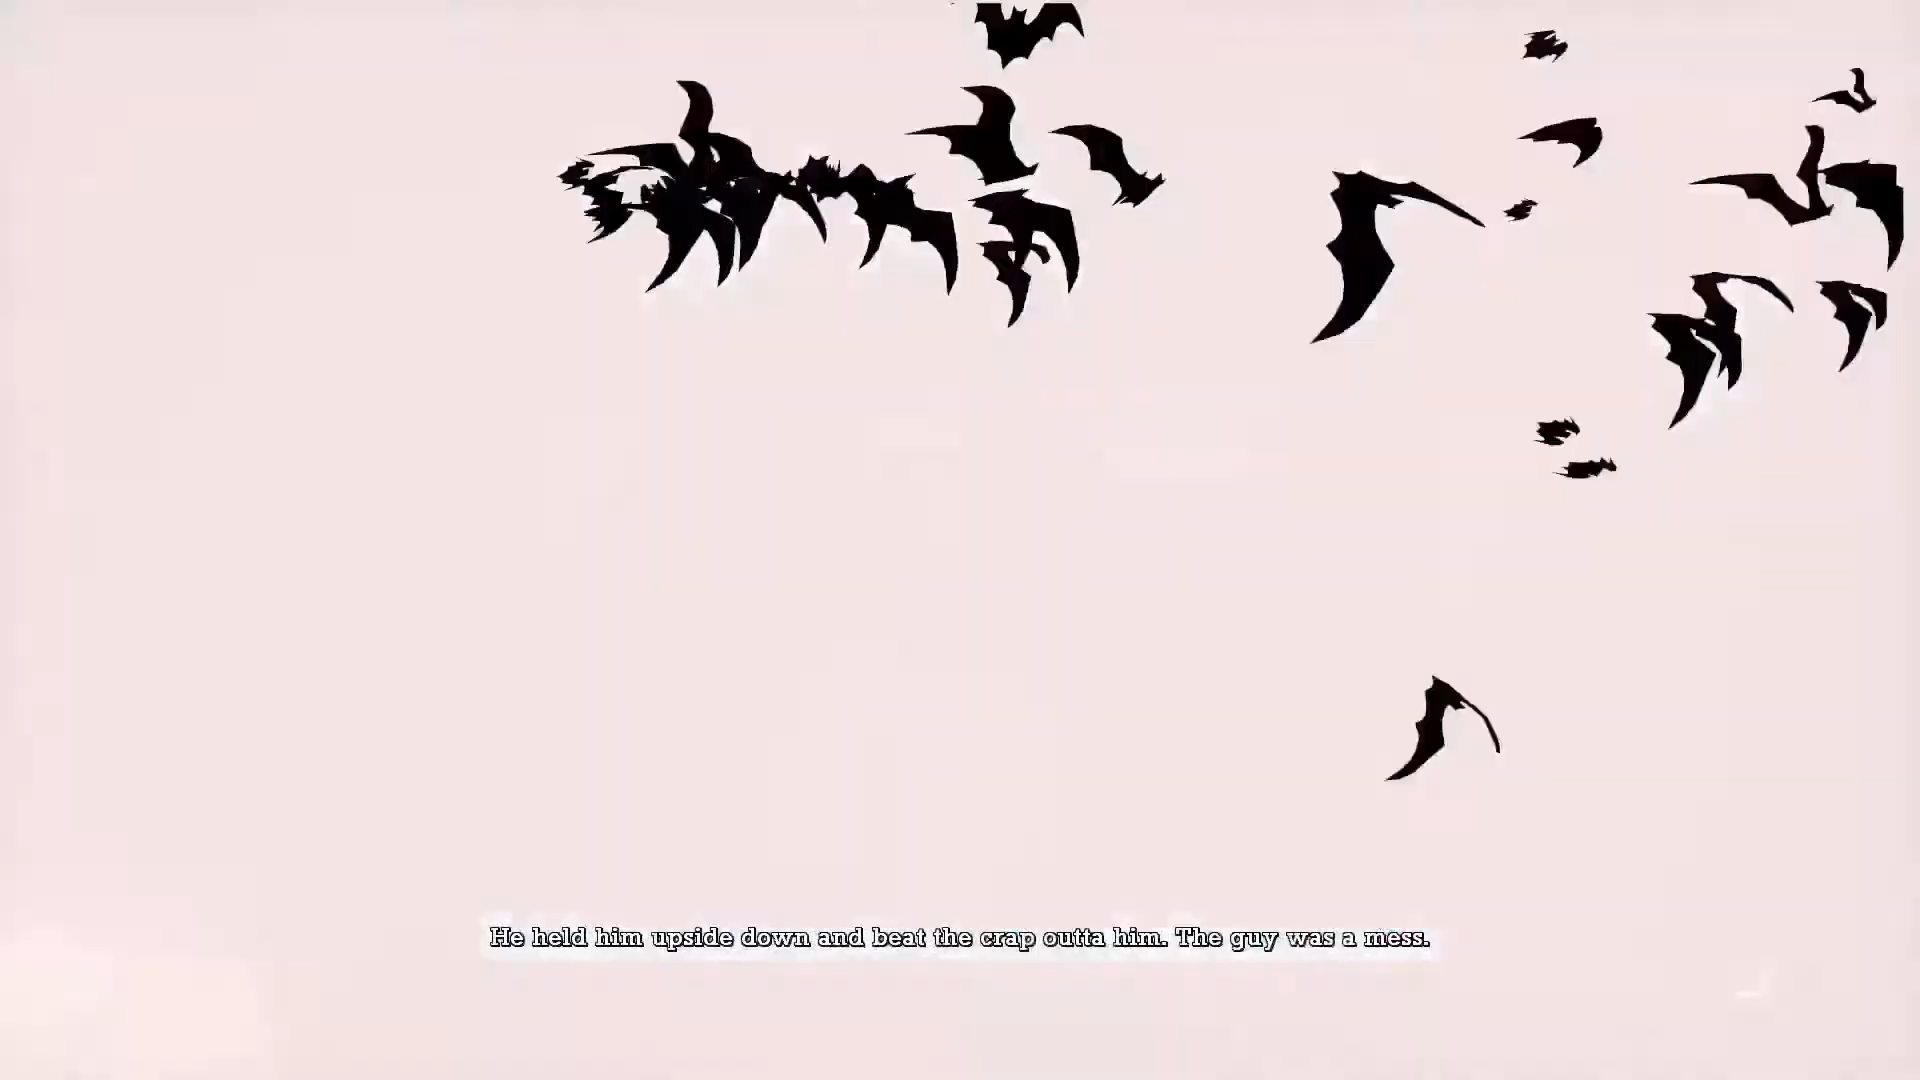 He held him upside down and beat the crap outta him. The guy was a mess.